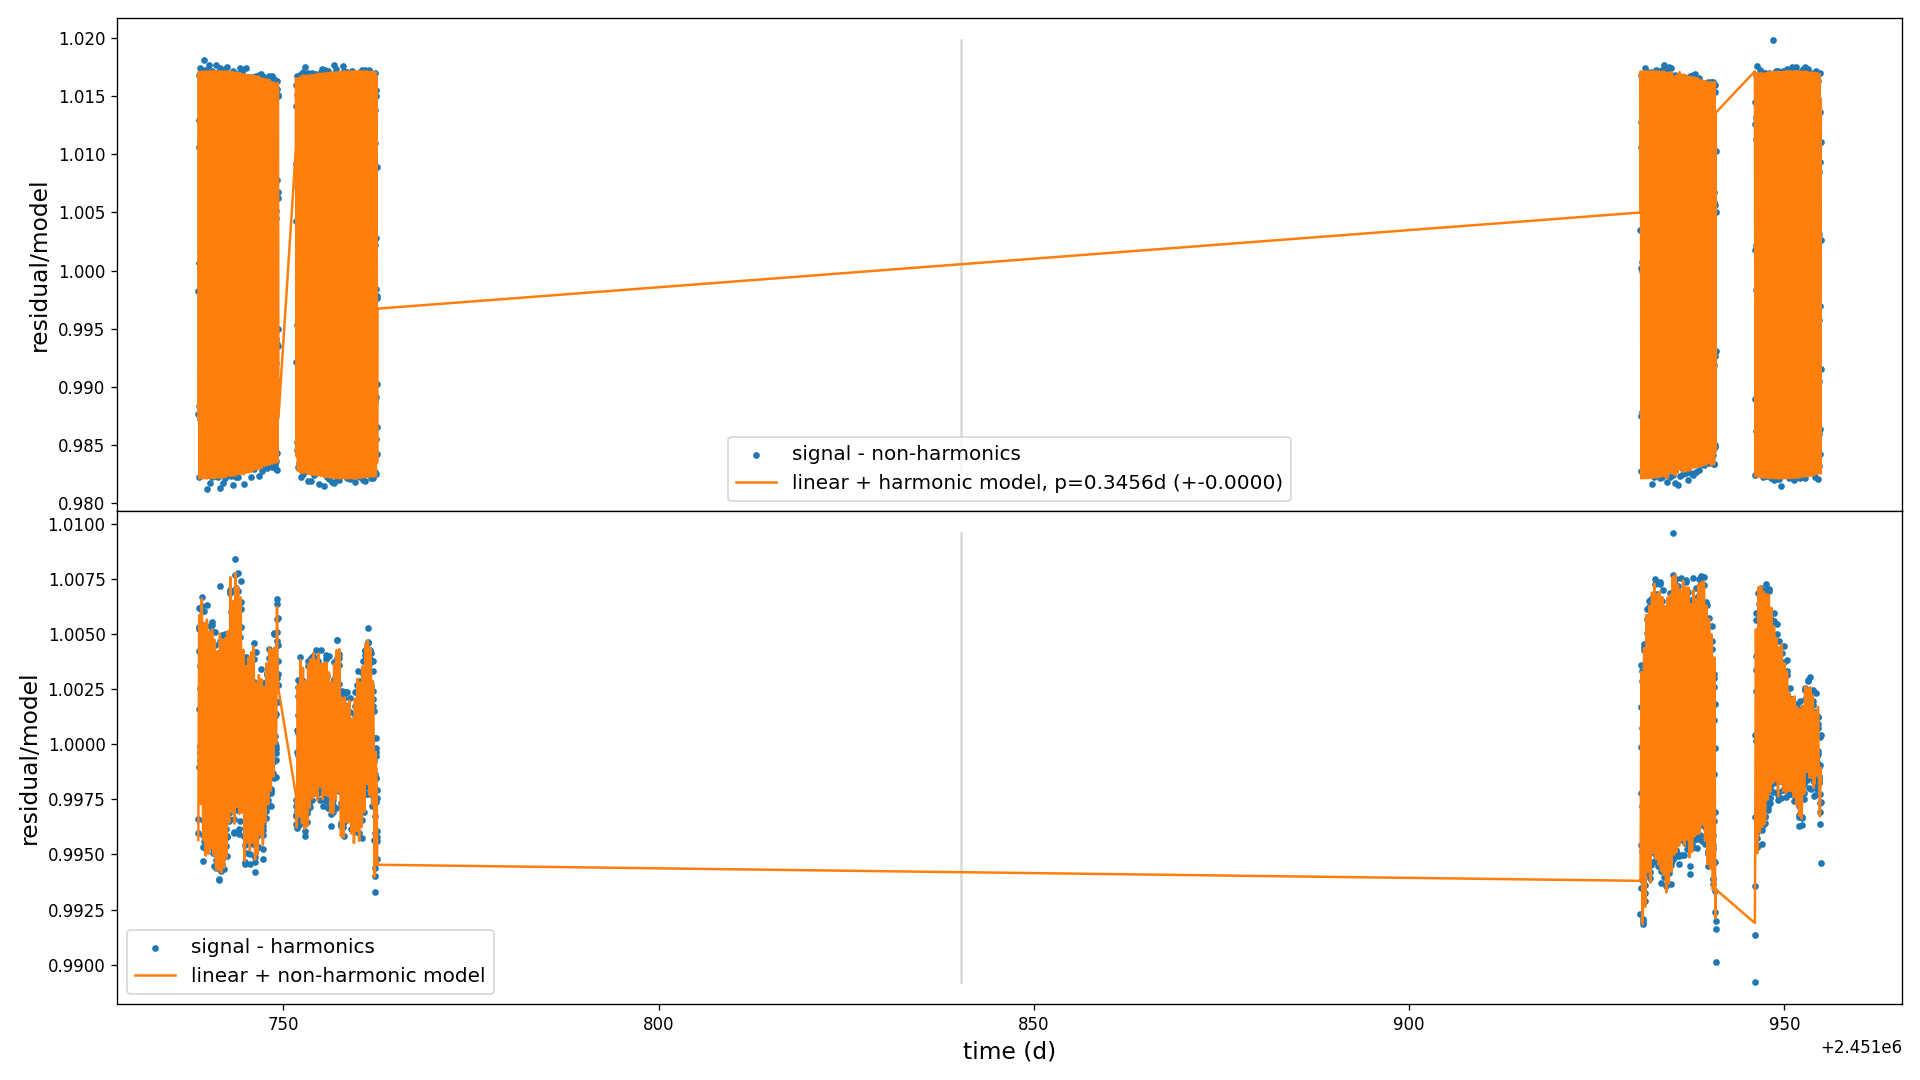 1.020
1.015
1.010
1.005
1.000
0.995
0.990
0.985
0.980
residual/model
signal - non-harmonics
linear + harmonic model, p=0.3456d (+-0.0000)
1.0100
1.0075
1.0050
1.0025
1.0000
0.9975
0.9950
0.9925
0.9900
residual/model
signal - harmonics
linear + non-harmonic model
750 800 850 900 950
time (d)
+2.451e6